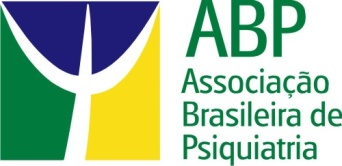 ABP
Associação
Brasileira de
Psiquiatria